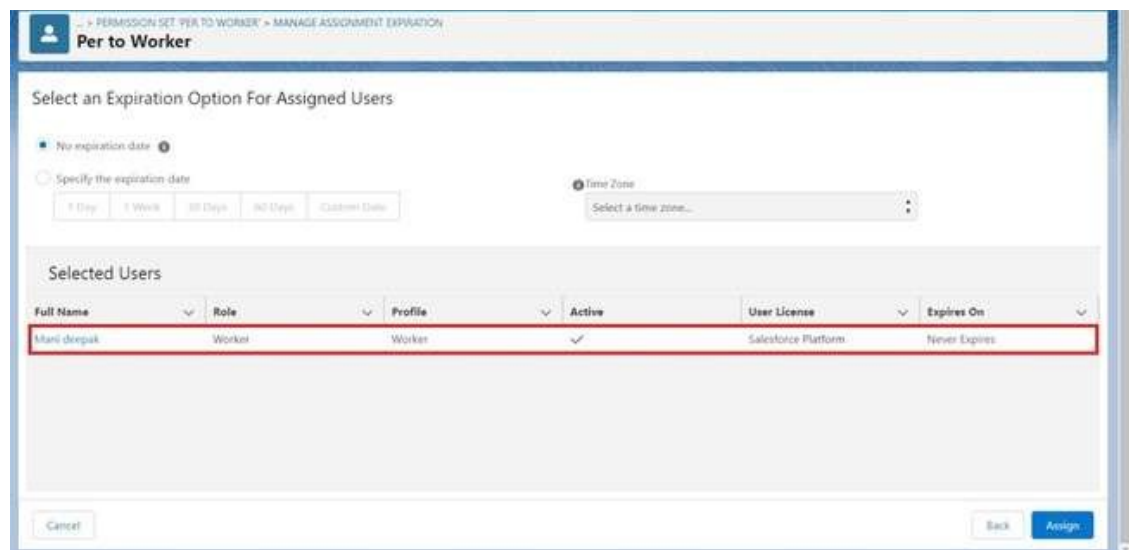 ... > PERMISSION SET 'PER TO WORKER' > MANAGE ASSIGNMENT EXPIRATION
Per to Worker
Select an Expiration Option For Assigned Users
No expiration date
Specify the expiration date
Time Zone
1 Day 1 Week 30 Days 60 Days Custom Date
Select a time zone...
Selected Users
Full Name Role Profile Active User License Expires On
Mani deepak Worker Worker Salesforce Platform Never Expires
Cancel Back Assign